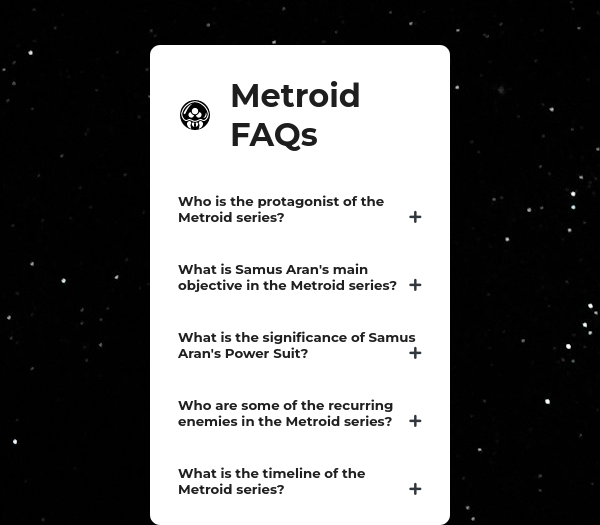 Metroid
FAQs
Who is the protagonist of the
Metroid series?
What is Samus Aran's main
objective in the Metroid series?
What is the significance of Samus
Aran's Power Suit?
Who are some of the recurring
enemies in the Metroid series?
What is the timeline of the
Metroid series?